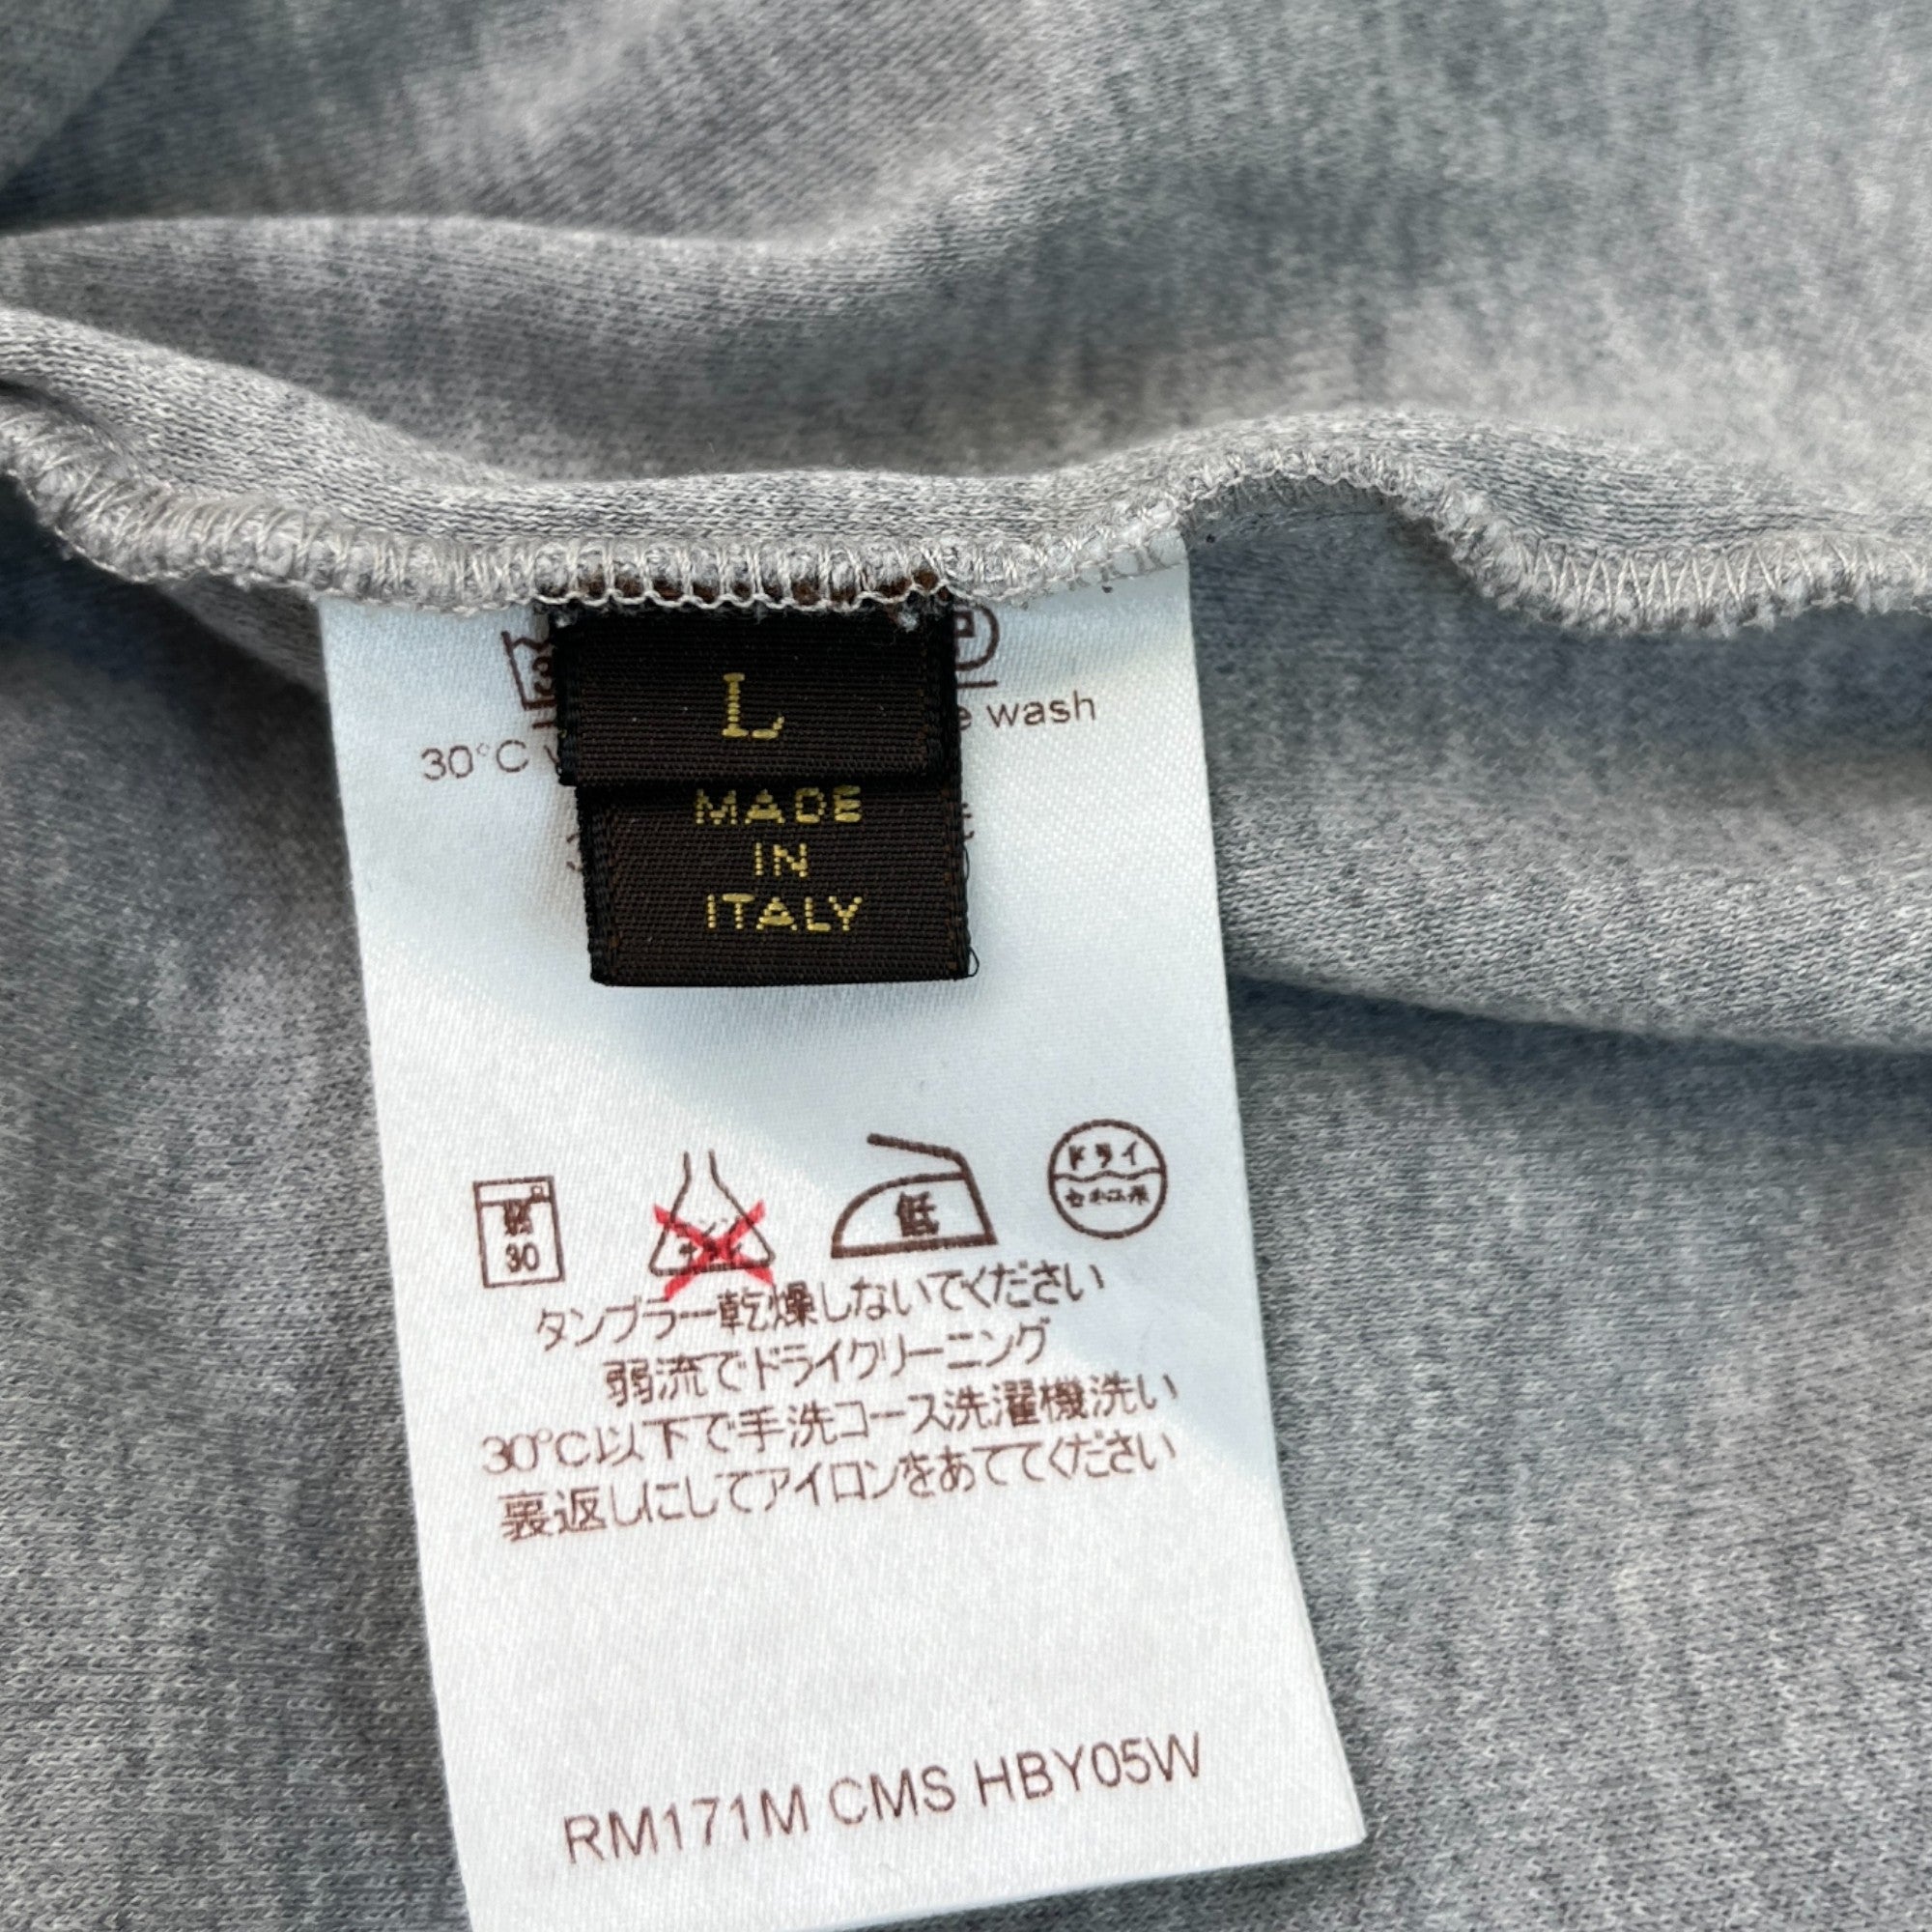 L
wash
30°C
MADE
IN
ITALY
30
低
ドライ
タンブラー乾燥しないでください
弱流でドライクリーニング
30℃以下で手洗コース洗濯機洗い
裏返しにしてアイロンをあててください
RM171M CMS HBY05W